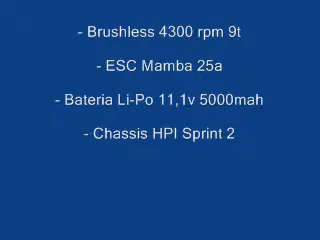 - Brushless 4300 rpm 9t
- ESC Mamba 25a
- Bateria Li-Po 11,1v 5000mah
- Chassis HPI Sprint 2